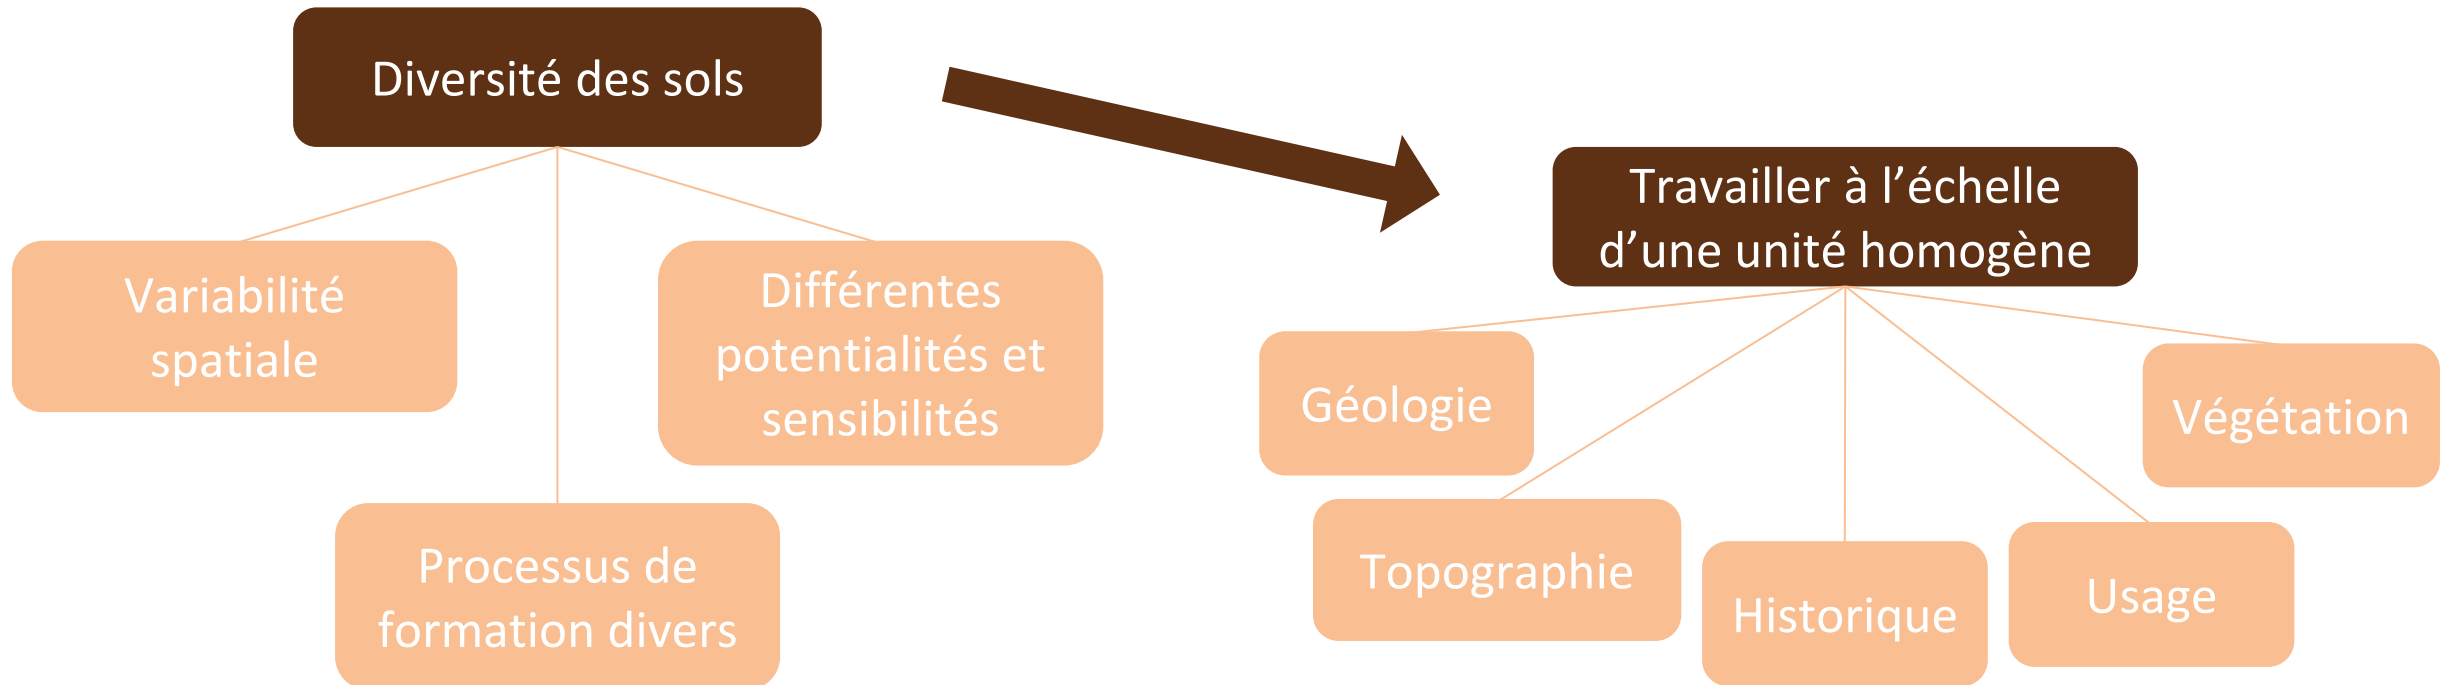 Diversité des sols
Variabilité
spatiale
Différentes
potentialités et
sensibilités
Processus de
formation divers
Travailler à l’échelle
d’une unité homogène
Géologie
Topographie
Historique
Usage
Végétation